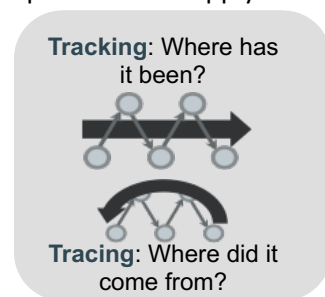 Tracking: Where has
it been?
Tracing: Where did it
come from?